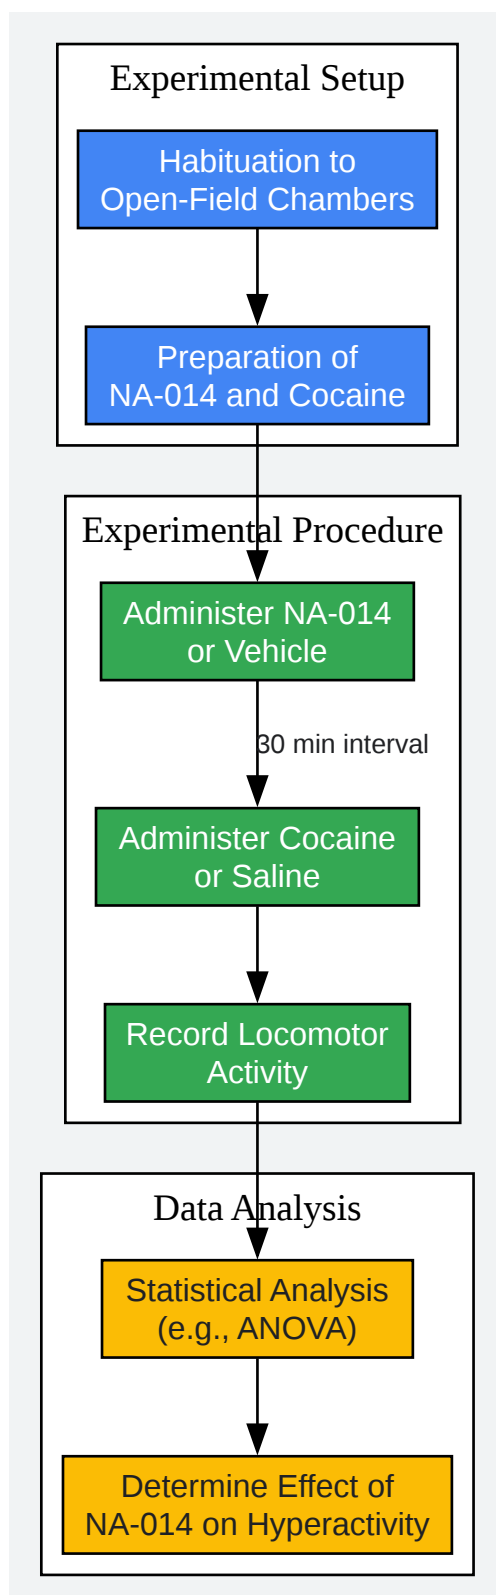 Experimental Setup
Habituation to
Open-Field Chambers
Preparation of
NA-014 and Cocaine
Experimental Procedure
Administer NA-014
or Vehicle
30 min interval
Administer Cocaine
or Saline
Record Locomotor
Activity
Data Analysis
Statistical Analysis
(e.g., ANOVA)
Determine Effect of
NA-014 on Hyperactivity